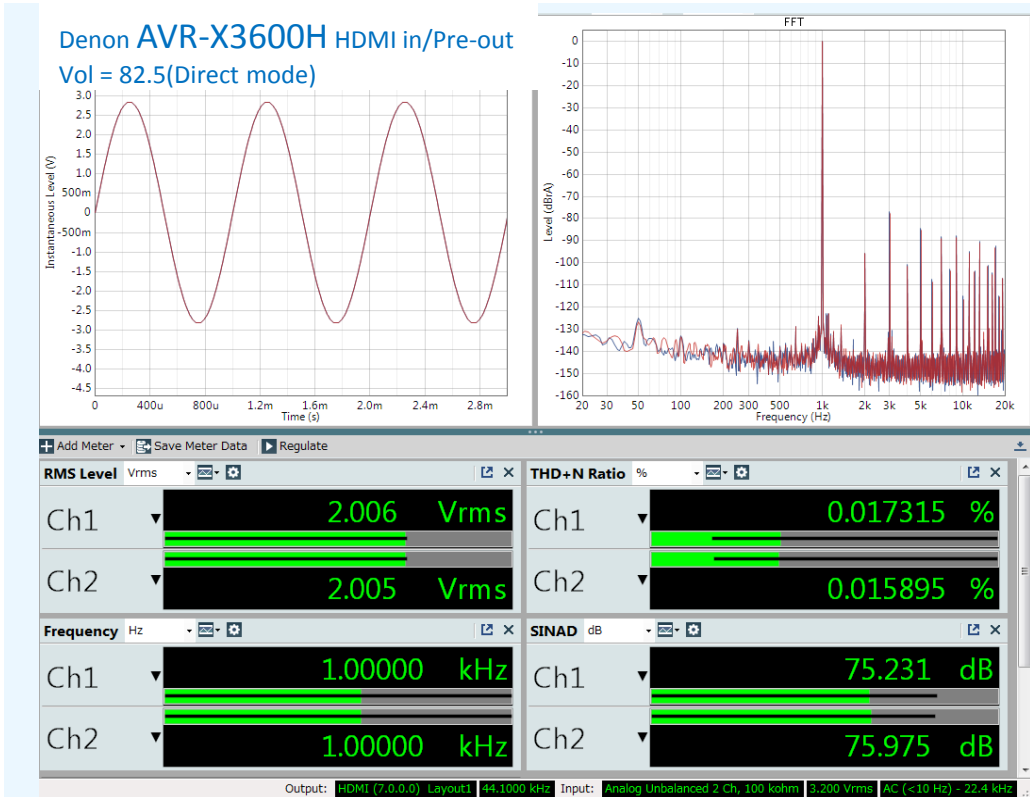 Denon AVR-X3600H HDMI in/Pre-out
Vol = 82.5(Direct mode)
Instantaneous Level (V)
3.0
2.5
2.0
1.5
1.0
500m
0
-500m
-1.0
-1.5
-2.0
-2.5
-3.0
-3.5
-4.0
-4.5
0 400u 800u 1.2m 1.6m 2.0m 2.4m 2.8m
Time (s)
FFT
Level (dBrA)
0
-10
-20
-30
-40
-50
-60
-70
-80
-90
-100
-110
-120
-130
-140
-150
-160
20 30 50 100 200 300 500 1k 2k 3k 5k 10k 20k
Frequency (Hz)
Add Meter Save Meter Data Regulate
RMS Level Vrms
Ch1 2.006 Vrms
Ch2 2.005 Vrms
THD+N Ratio %
Ch1 0.017315 %
Ch2 0.015895 %
Frequency Hz
Ch1 1.00000 kHz
Ch2 1.00000 kHz
SINAD dB
Ch1 75.231 dB
Ch2 75.975 dB
Output: HDMI (7.0.0.0) Layout1 44.1000 kHz Input: Analog Unbalanced 2 Ch, 100 kohm 3.200 Vrms AC (<10 Hz) - 22.4 kHz